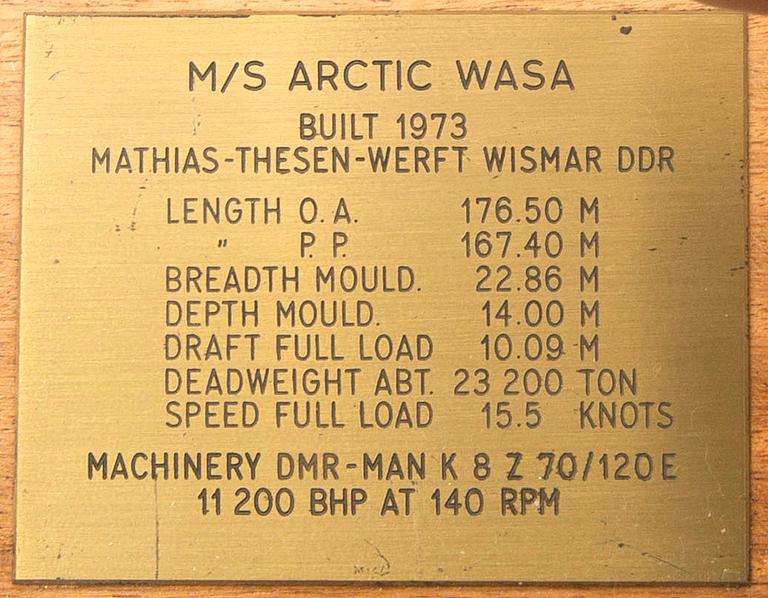 M/S ARCTIC WASA
BUILT 1973
MATHIAS-THESEN-WERFT WISMAR DDR
LENGTH O.A. 176.50 M
" P.P. 167.40 M
BREADTH MOULD. 22.86 M
DEPTH MOULD. 14.00 M
DRAFT FULL LOAD 10.09 M
DEADWEIGHT ABT. 23 200 TON
SPEED FULL LOAD 15.5 KNOTS
MACHINERY DMR-MAN K 8 Z 70/120 E
11 200 BHP AT 140 RPM